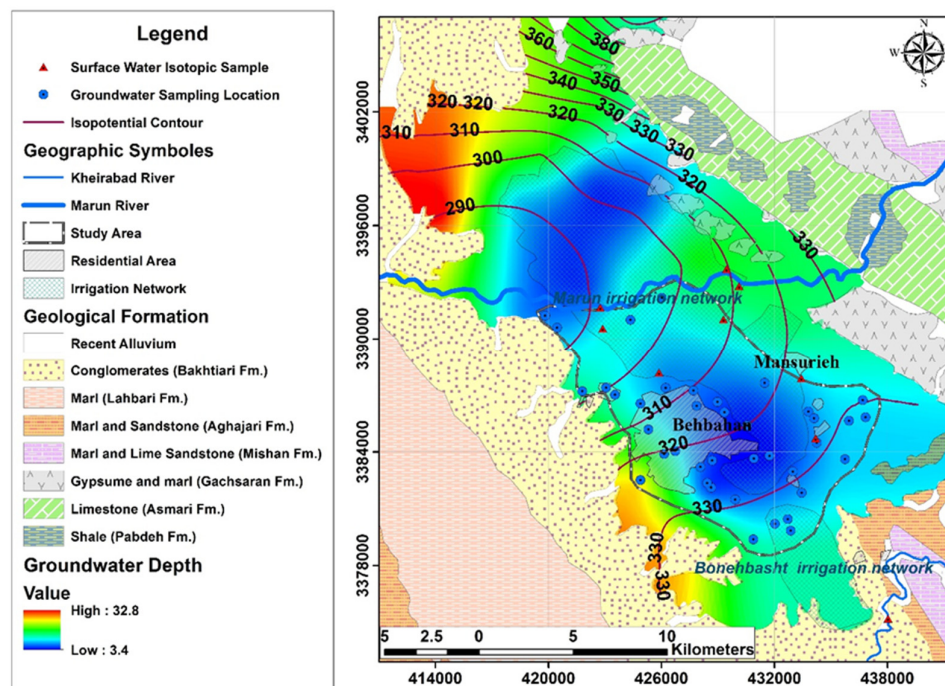 Legend
Surface Water Isotopic Sample
Groundwater Sampling Location
Isopotential Contour
Geographic Symboles
Kheirabad River
Marun River
Study Area
Residential Area
Irrigation Network
Geological Formation
Recent Alluvium
Conglomerates (Bakhtiari Fm.)
Marl (Lahbari Fm.)
Marl and Sandstone (Aghajari Fm.)
Marl and Lime Sandstone (Mishan Fm.)
Gypsume and marl (Gachsaran Fm.)
Limestone (Asmari Fm.)
Shale (Pabdeh Fm.)
Groundwater Depth
Value
High : 32.8
Low : 3.4
N
W
S
360
380
340
350
320
320
330
330
310
310
320
330
330
300
320
290
330
Marun irrigation network
Mansurieh
310
Behbahan
320
330
330
330
Bonehbasht irrigation network
5 2.5 0 5 10
Kilometers
3402000
3396000
3390000
3384000
3378000
414000 420000 426000 432000 438000